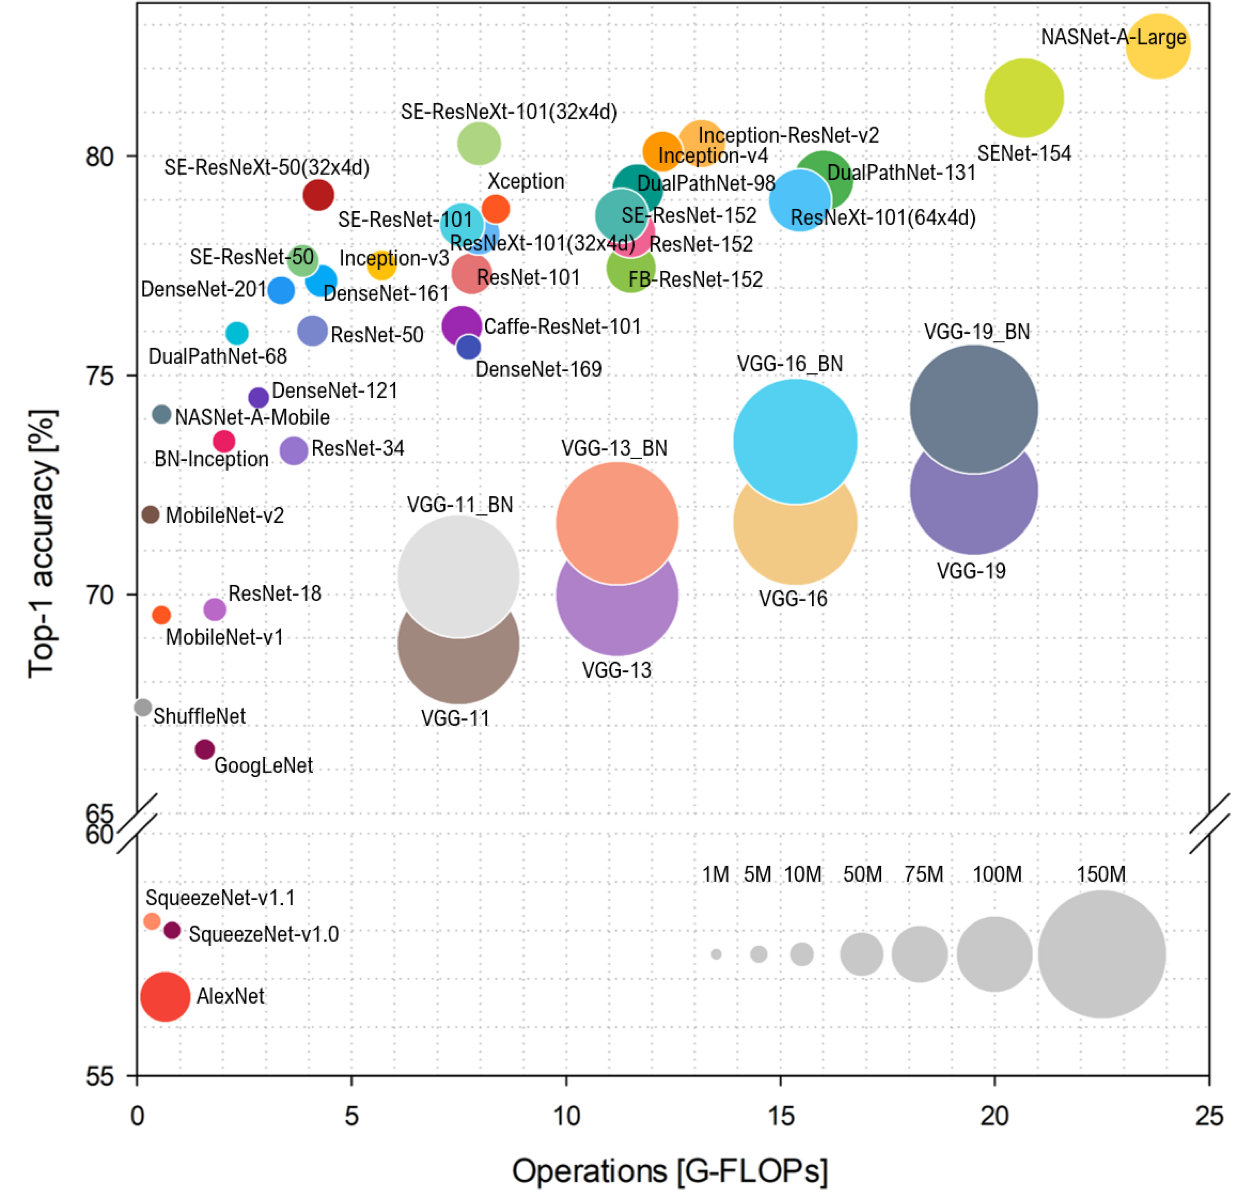 NASNet-A-Large
SE-ResNeXt-101(32x4d)
Inception-ResNet-v2
80
Inception-v4
SENet-154
SE-ResNeXt-50(32x4d)
DualPathNet-131
Xception
DualPathNet-98
SE-ResNet-101
SE-ResNet-152
ResNeXt-101(64x4d)
ResNeXt-101(32x4d)
ResNet-152
SE-ResNet-50
Inception-v3
ResNet-101
FB-ResNet-152
DenseNet-201
DenseNet-161
Caffe-ResNet-101
ResNet-50
VGG-19_BN
DualPathNet-68
VGG-16_BN
DenseNet-169
75
DenseNet-121
NASNet-A-Mobile
ResNet-34
VGG-13_BN
BN-Inception
VGG-11_BN
MobileNet-v2
Top-1 accuracy [%]
VGG-19
70
ResNet-18
VGG-16
MobileNet-v1
VGG-13
ShuffleNet
VGG-11
GoogLeNet
65
60
1M 5M 10M 50M 75M 100M 150M
SqueezeNet-v1.1
SqueezeNet-v1.0
AlexNet
55
0 5 10 15 20 25
Operations [G-FLOPs]